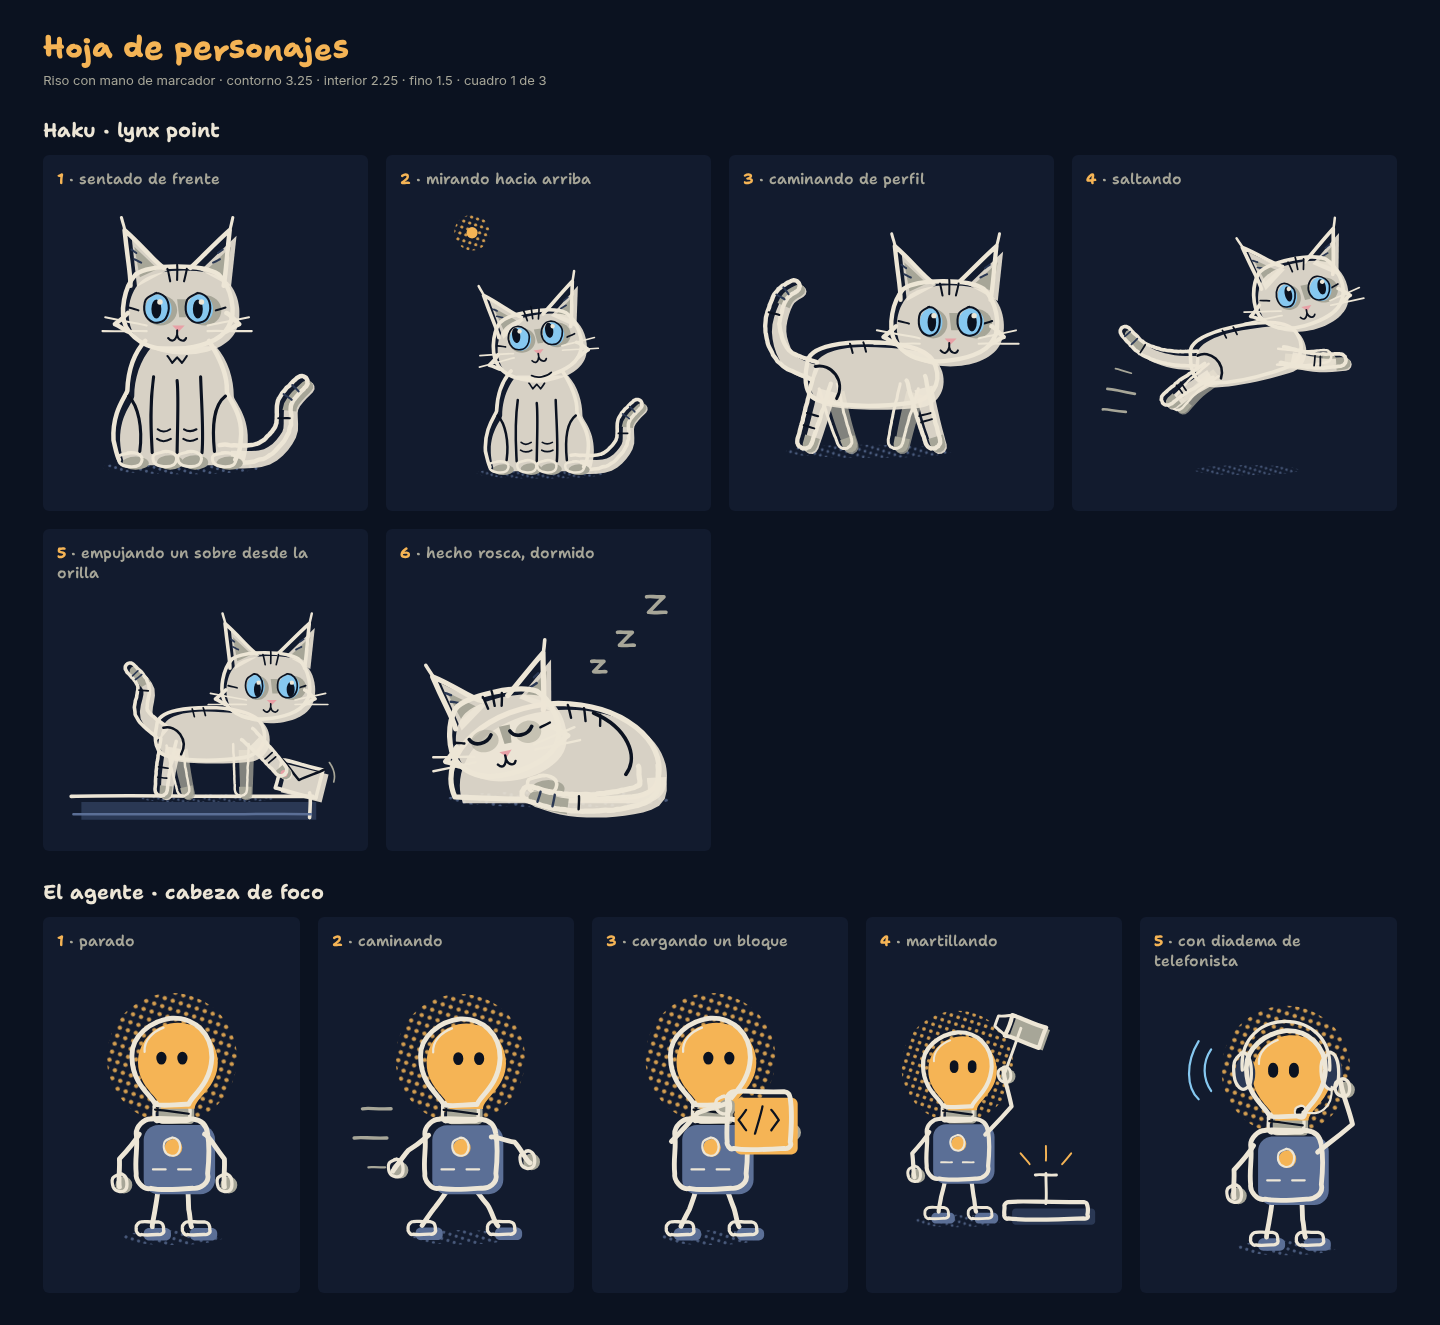 Hoja de personajes
Riso con mano de marcador · contorno 3.25 · interior 2.25 · fino 1.5 · cuadro 1 de 3
Haku · lynx point
1 · sentado de frente
2 · mirando hacia arriba
3 · caminando de perfil
4 · saltando
5 · empujando un sobre desde la
orilla
6 · hecho rosca, dormido
Z
Z
Z
El agente · cabeza de foco
1 · parado
2 · caminando
3 · cargando un bloque
4 · martillando
5 · con diadema de
telefonista
</>